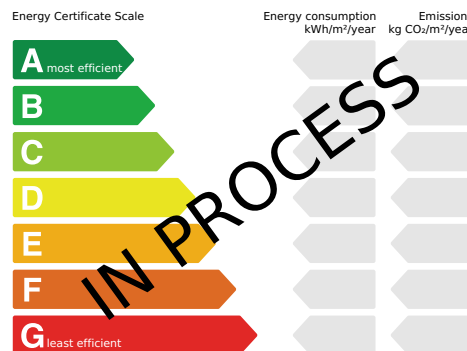 Energy Certificate Scale
Energy consumption
kWh/m²/year
Emission
kg CO₂/m²/year
A most efficient
B
C
D
E
F
G least efficient
IN PROCESS